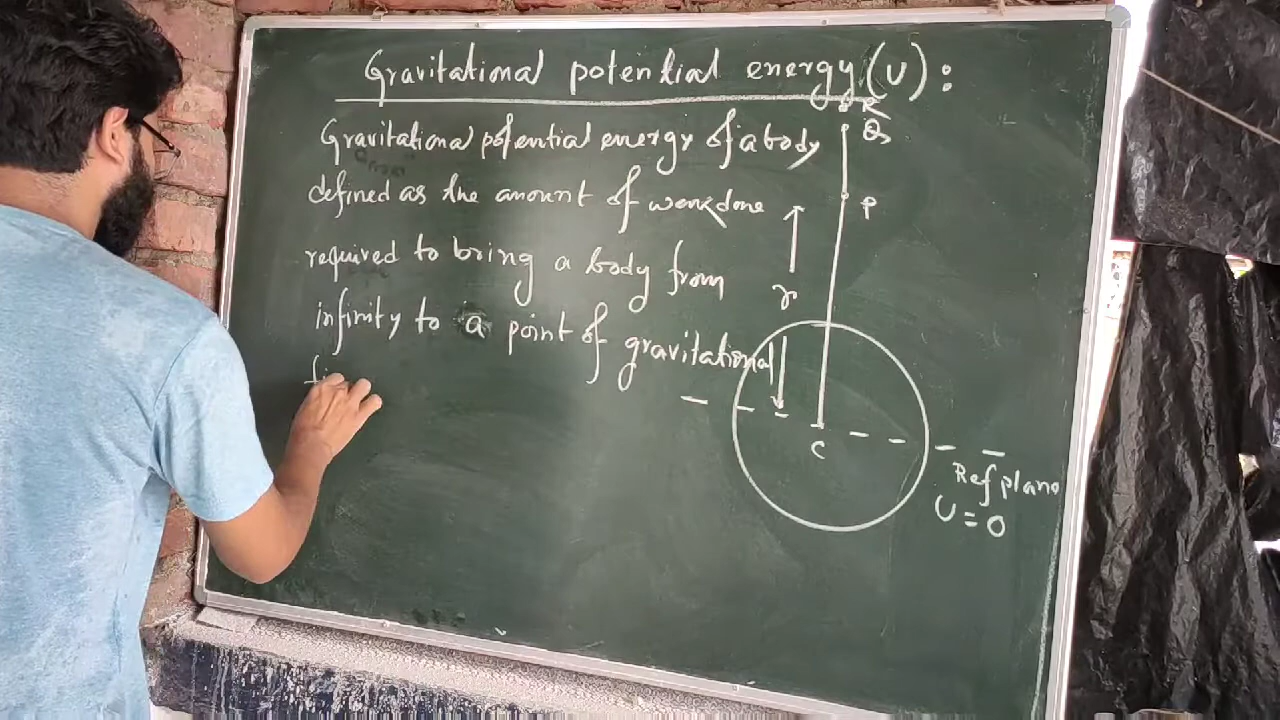 Gravitational potential energy (U):
Gravitational potential energy of a body
defined as the amount of workdone
required to bring a body from
infinity to a point of gravitational
R
Q
P
r
C
Ref plane
U=0